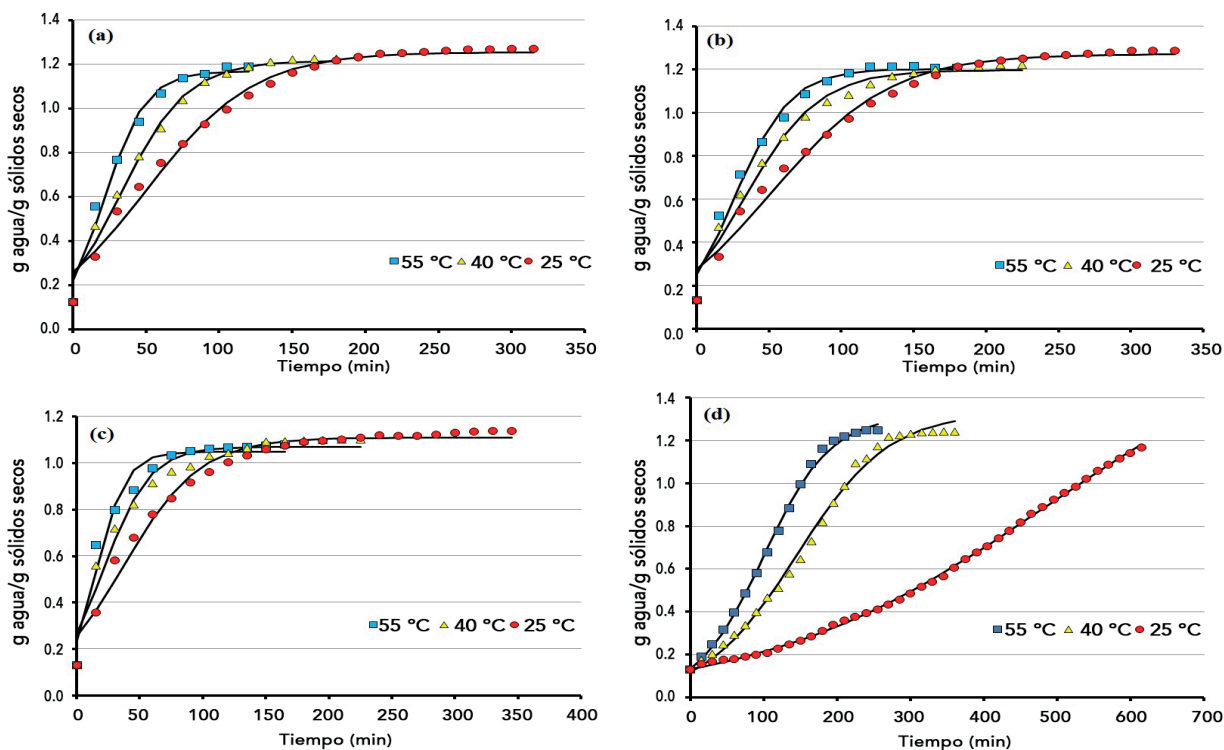 (a)
g agua/g sólidos secos
1.4
1.2
1.0
0.8
0.6
0.4
0.2
0.0
55 °C 40 °C 25 °C
0 50 100 150 200 250 300 350
Tiempo (min)
(b)
g agua/g sólidos secos
1.4
1.2
1.0
0.8
0.6
0.4
0.2
0.0
55 °C 40 °C 25 °C
0 50 100 150 200 250 300 350
Tiempo (min)
(c)
g agua/g sólidos secos
1.2
1.0
0.8
0.6
0.4
0.2
0.0
55 °C 40 °C 25 °C
0 50 100 150 200 250 300 350 400
Tiempo (min)
(d)
g agua/g sólidos secos
1.4
1.2
1.0
0.8
0.6
0.4
0.2
0.0
55 °C 40 °C 25 °C
0 100 200 300 400 500 600 700
Tiempo (min)